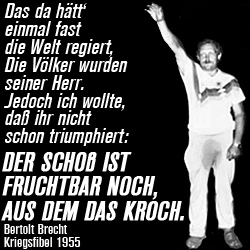 Das da hätt'
einmal fast
die Welt regiert,
Die Völker wurden
seiner Herr.
Jedoch ich wollte,
daß ihr nicht
schon triumphiert:
DER SCHOß IST
FRUCHTBAR NOCH,
AUS DEM DAS KROCH.
Bertolt Brecht
Kriegsfibel 1955